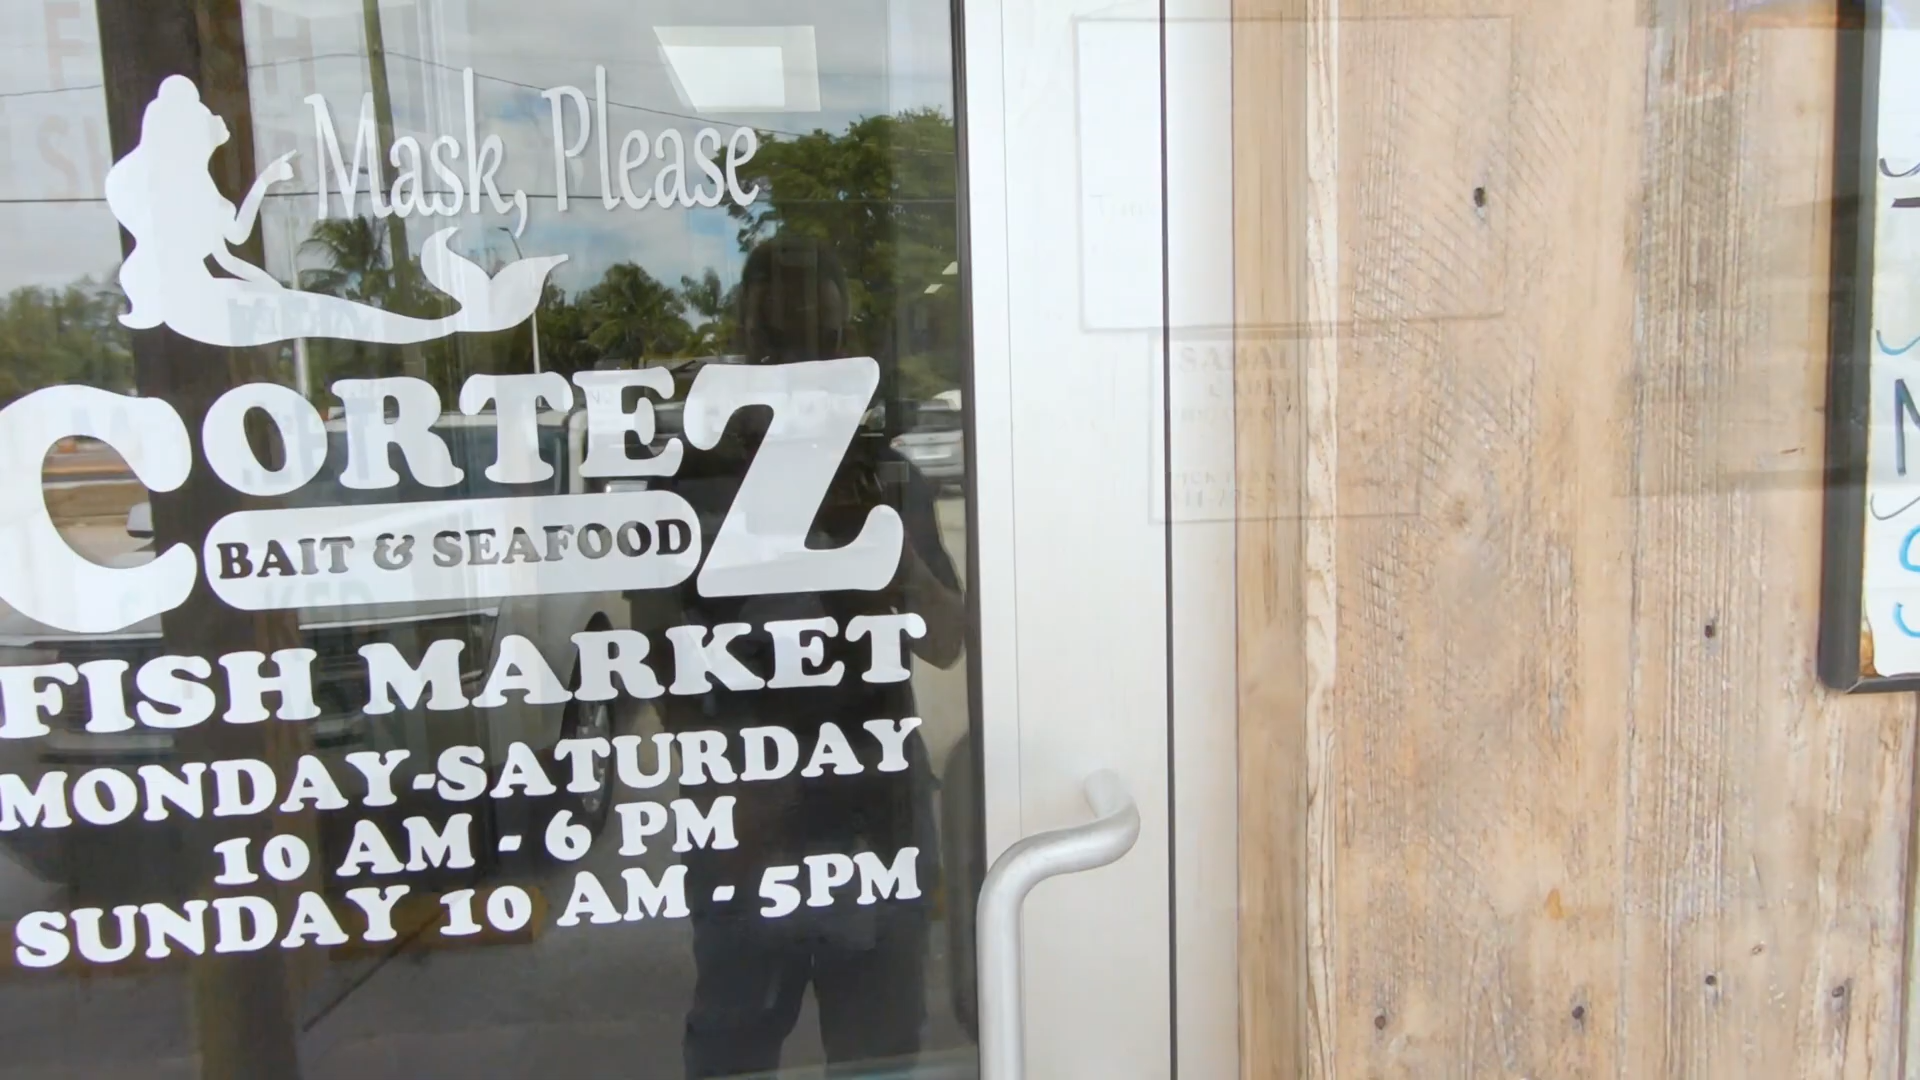 Mask, Please
CORTEZ
BAIT & SEAFOOD
FISH MARKET
MONDAY-SATURDAY
10 AM - 6 PM
SUNDAY 10 AM - 5PM